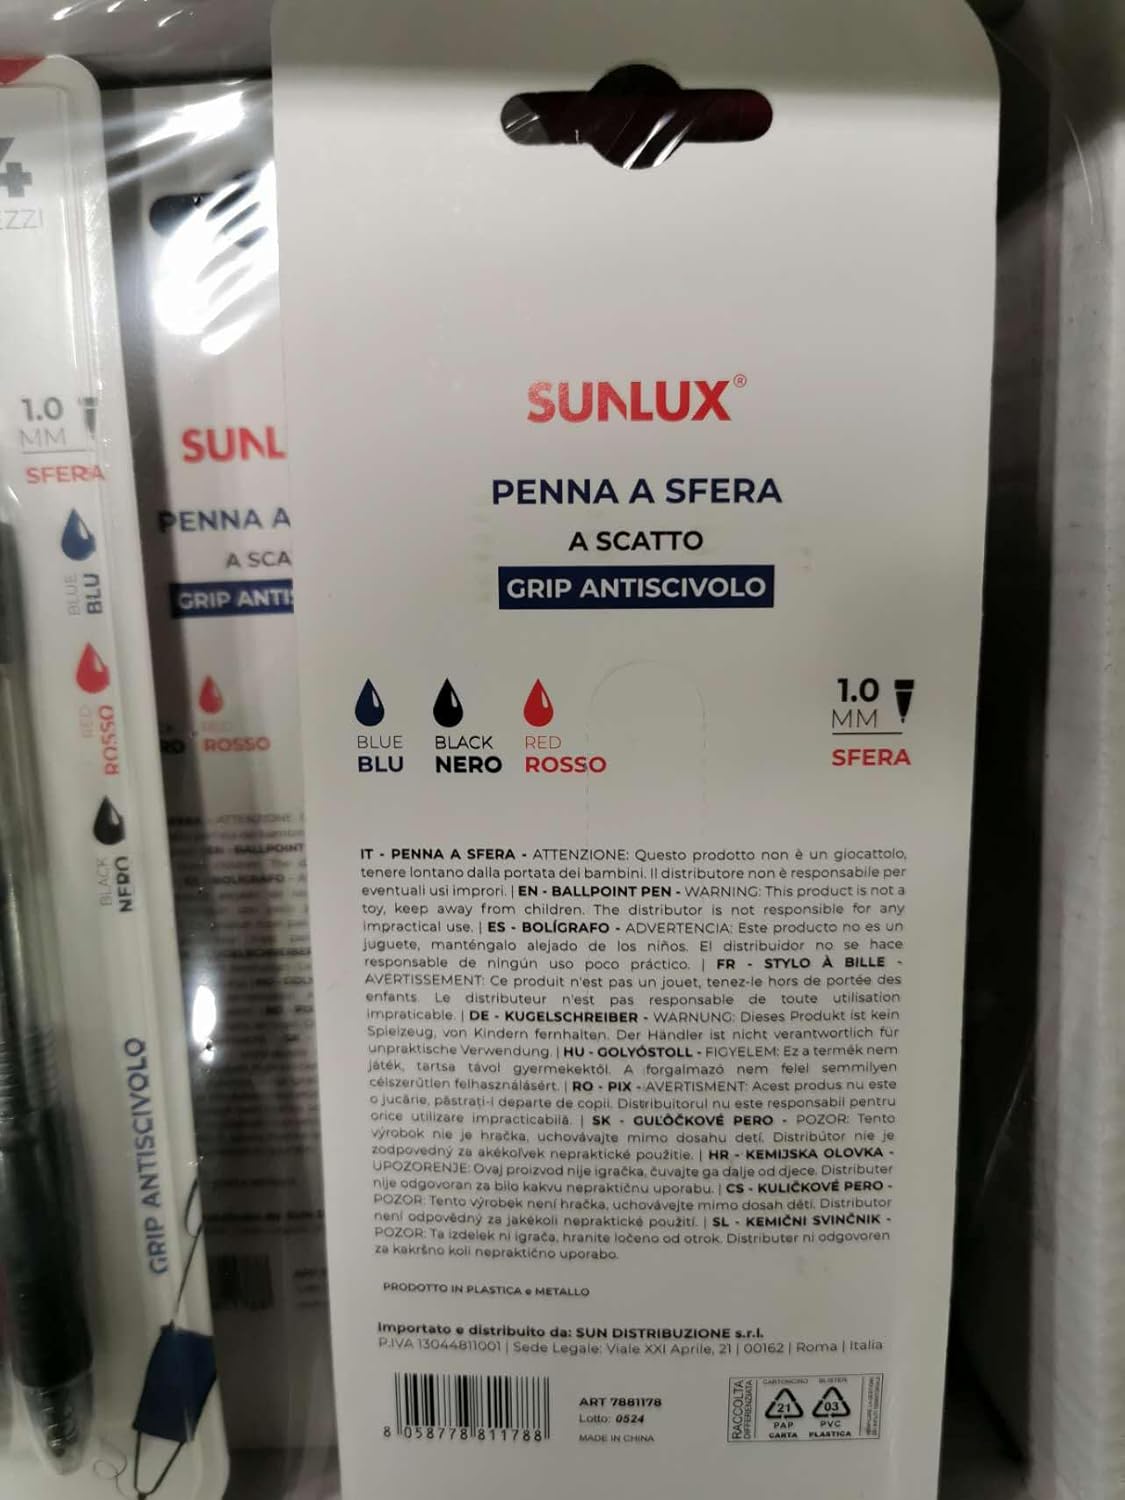 4
EZZI
1.0
MM
SFERA
BLUE
BLU
RED
ROSSO
BLACK
NERO
GRIP ANTISCIVOLO
SUNL
PENNA A
A SCA
GRIP ANTIS
RED
ROSSO
SUNLUX®
PENNA A SFERA
A SCATTO
GRIP ANTISCIVOLO
BLUE
BLU
BLACK
NERO
RED
ROSSO
1.0
MM
SFERA
IT - PENNA A SFERA - ATTENZIONE: Questo prodotto non è un giocattolo,
tenere lontano dalla portata dei bambini. Il distributore non è responsabile per
eventuali usi impropri. | EN - BALLPOINT PEN - WARNING: This product is not a
toy, keep away from children. The distributor is not responsible for any
impractical use. | ES - BOLÍGRAFO - ADVERTENCIA: Este producto no es un
juguete, manténgalo alejado de los niños. El distribuidor no se hace
responsable de ningún uso poco práctico. | FR - STYLO À BILLE -
AVERTISSEMENT: Ce produit n'est pas un jouet, tenez-le hors de portée des
enfants. Le distributeur n'est pas responsable de toute utilisation
impraticable. | DE - KUGELSCHREIBER - WARNUNG: Dieses Produkt ist kein
Spielzeug, von Kindern fernhalten. Der Händler ist nicht verantwortlich für
unpraktische Verwendung. | HU - GOLYÓSTOLL - FIGYELEM: Ez a termék nem
játék, tartsa távol gyermekektől. A forgalmazó nem felel semmilyen
célszerűtlen felhasználásért. | RO - PIX - AVERTISMENT: Acest produs nu este
o jucărie, păstrați-l departe de copii. Distribuitorul nu este responsabil pentru
orice utilizare impracticabilă. | SK - GUĽÔČKOVÉ PERO - POZOR: Tento
výrobok nie je hračka, uchovávajte mimo dosahu detí. Distribútor nie je
zodpovedný za akékoľvek nepraktické použitie. | HR - KEMIJSKA OLOVKA -
UPOZORENJE: Ovaj proizvod nije igračka, čuvajte ga dalje od djece. Distributer
nije odgovoran za bilo kakvu nepraktičnu uporabu. | CS - KULIČKOVÉ PERO -
POZOR: Tento výrobek není hračka, uchovávejte mimo dosah dětí. Distributor
není odpovědný za jakékoli nepraktické použití. | SL - KEMIČNI SVINČNIK -
POZOR: Ta izdelek ni igrača, hranite ločeno od otrok. Distributer ni odgovoren
za kakršno koli nepraktično uporabo.
PRODOTTO IN PLASTICA e METALLO
Importato e distribuito da: SUN DISTRIBUZIONE s.r.l.
P.IVA 13044811001 | Sede Legale: Viale XXI Aprile, 21 | 00162 | Roma | Italia
8 058778 811788
ART 7881178
Lotto: 0524
MADE IN CHINA
RACCOLTA
DIFFERENZIATA
CARTONCINO
21
PAP
CARTA
BLISTER
03
PVC
PLASTICA